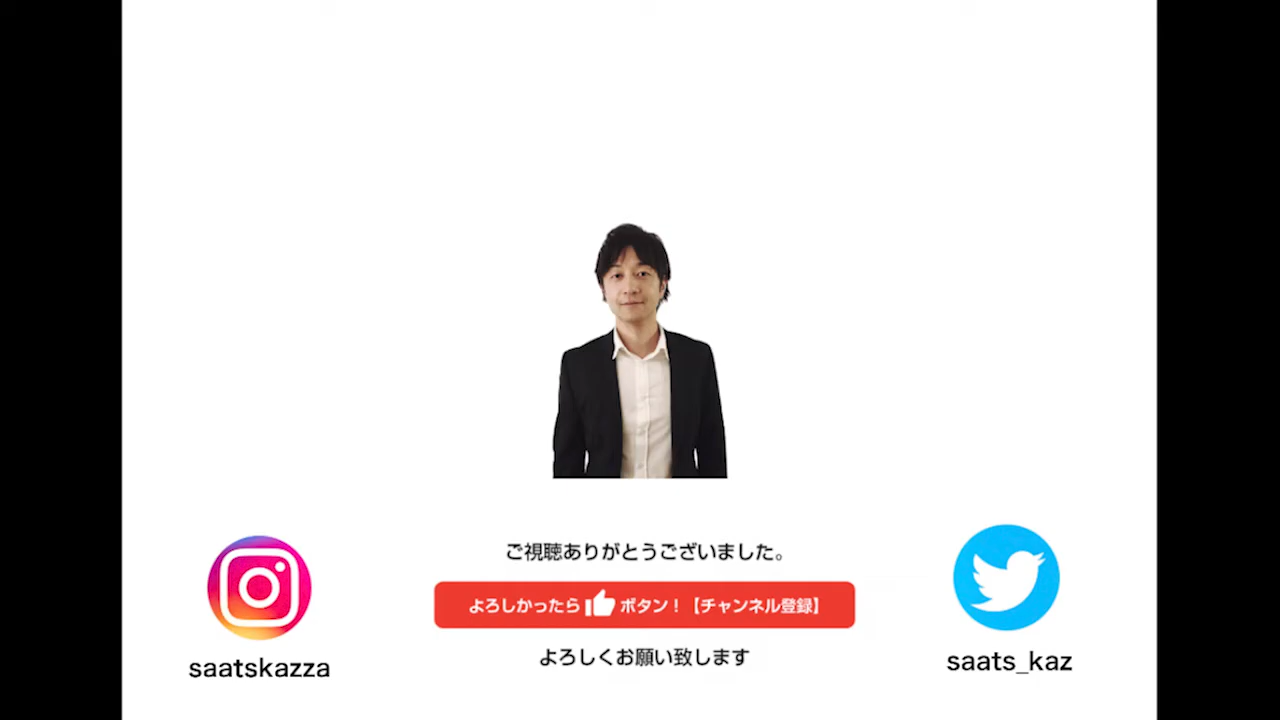 ご視聴ありがとうございました。
よろしかったら ボタン！【チャンネル登録】
よろしくお願い致します
saatskazza
saats_kaz